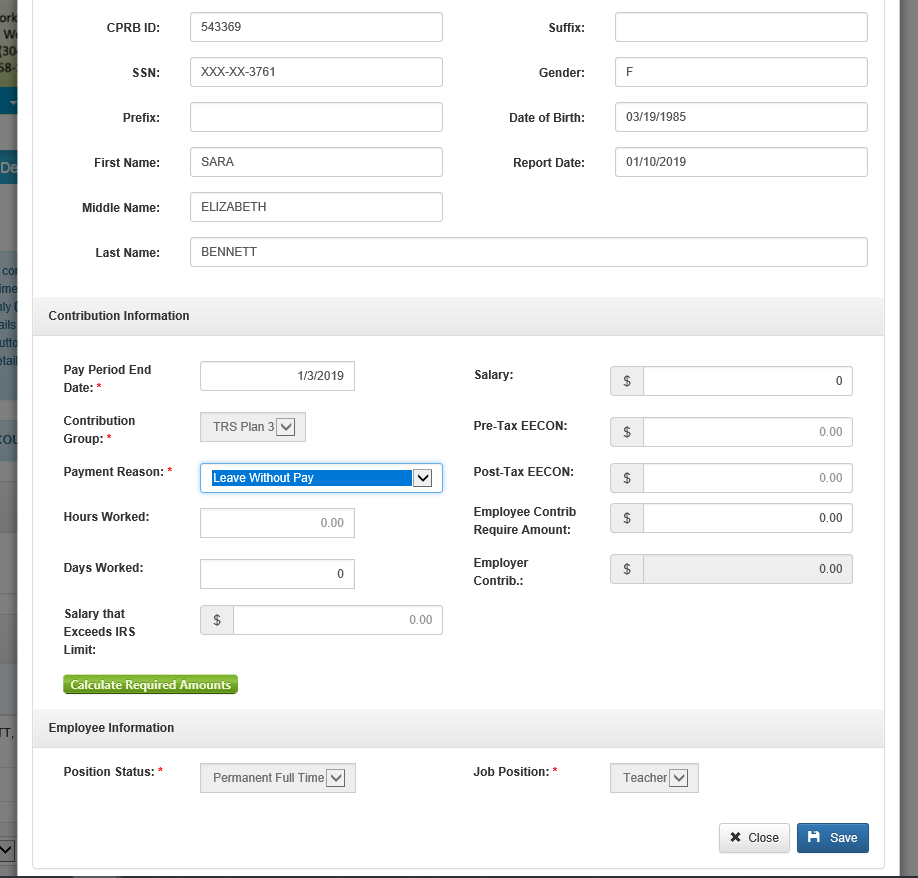 CPRB ID: 543369 Suffix:
SSN: XXX-XX-3761 Gender: F
Prefix: Date of Birth: 03/19/1985
First Name: SARA Report Date: 01/10/2019
Middle Name: ELIZABETH
Last Name: BENNETT
Contribution Information
Pay Period End
Date: * 1/3/2019
Salary: $ 0
Contribution
Group: * TRS Plan 3
Pre-Tax EECON: $ 0.00
Payment Reason: * Leave Without Pay
Post-Tax EECON: $ 0.00
Hours Worked: 0.00
Employee Contrib
Require Amount: $ 0.00
Days Worked: 0
Employer
Contrib.: $ 0.00
Salary that
Exceeds IRS
Limit: $ 0.00
Calculate Required Amounts
Employee Information
Position Status: * Permanent Full Time Job Position: * Teacher
Close Save